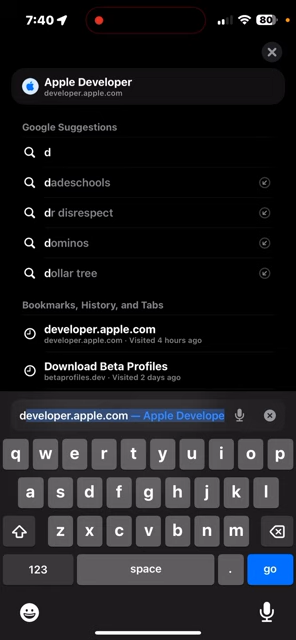 7:40
80
Apple Developer
developer.apple.com
Google Suggestions
d
dadeschools
dr disrespect
dominos
dollar tree
Bookmarks, History, and Tabs
developer.apple.com
developer.apple.com · Visited 4 hours ago
Download Beta Profiles
betaprofiles.dev · Visited 2 days ago
developer.apple.com — Apple Develope
q w e r t y u i o p
a s d f g h j k l
z x c v b n m
123 space . go